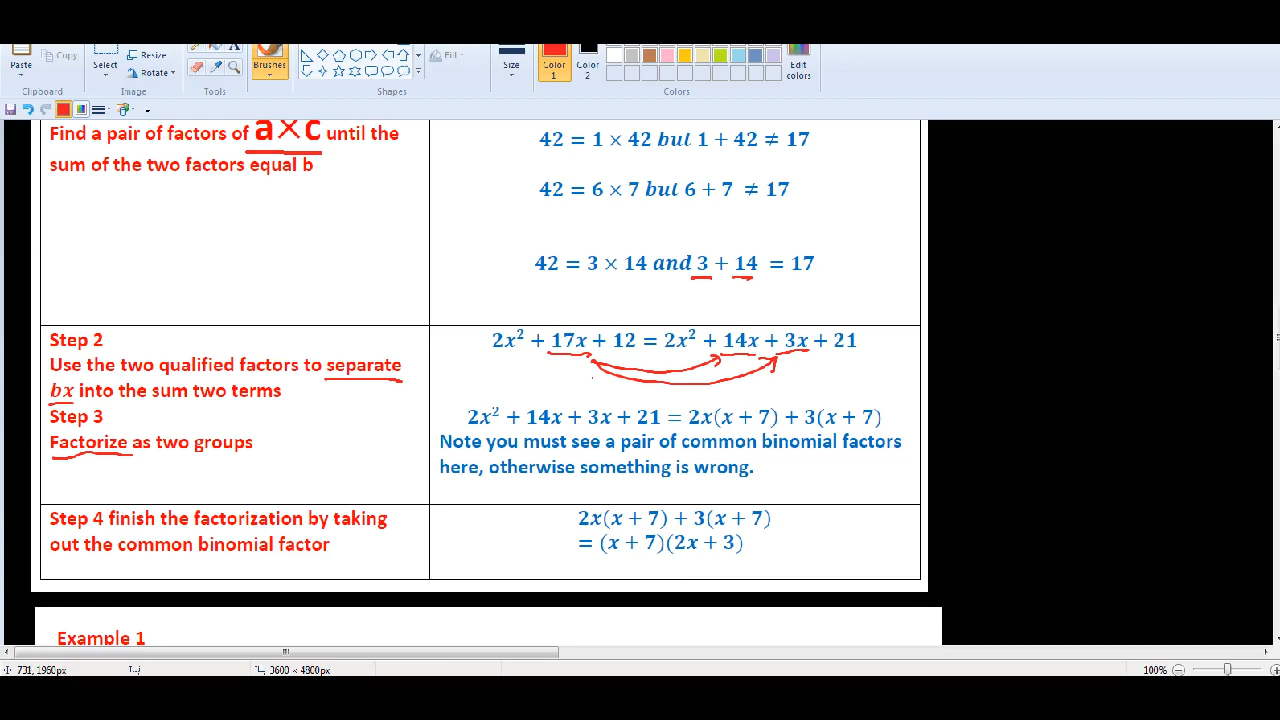 Paste
Copy
Select
Resize
Rotate
A
Brushes
Fill
Size
Color 1
Color 2
Edit colors
Clipboard
Image
Tools
Shapes
Colors
Find a pair of factors of a×c until the
sum of the two factors equal b
42 = 1 × 42 but 1 + 42 ≠ 17
42 = 6 × 7 but 6 + 7 ≠ 17
42 = 3 × 14 and 3 + 14 = 17
Step 2
Use the two qualified factors to separate
bx into the sum two terms
Step 3
Factorize as two groups
2x² + 17x + 12 = 2x² + 14x + 3x + 21
2x² + 14x + 3x + 21 = 2x(x + 7) + 3(x + 7)
Note you must see a pair of common binomial factors
here, otherwise something is wrong.
Step 4 finish the factorization by taking
out the common binomial factor
2x(x + 7) + 3(x + 7)
= (x + 7)(2x + 3)
Example 1
731, 1960px
3600 × 4800px
100%